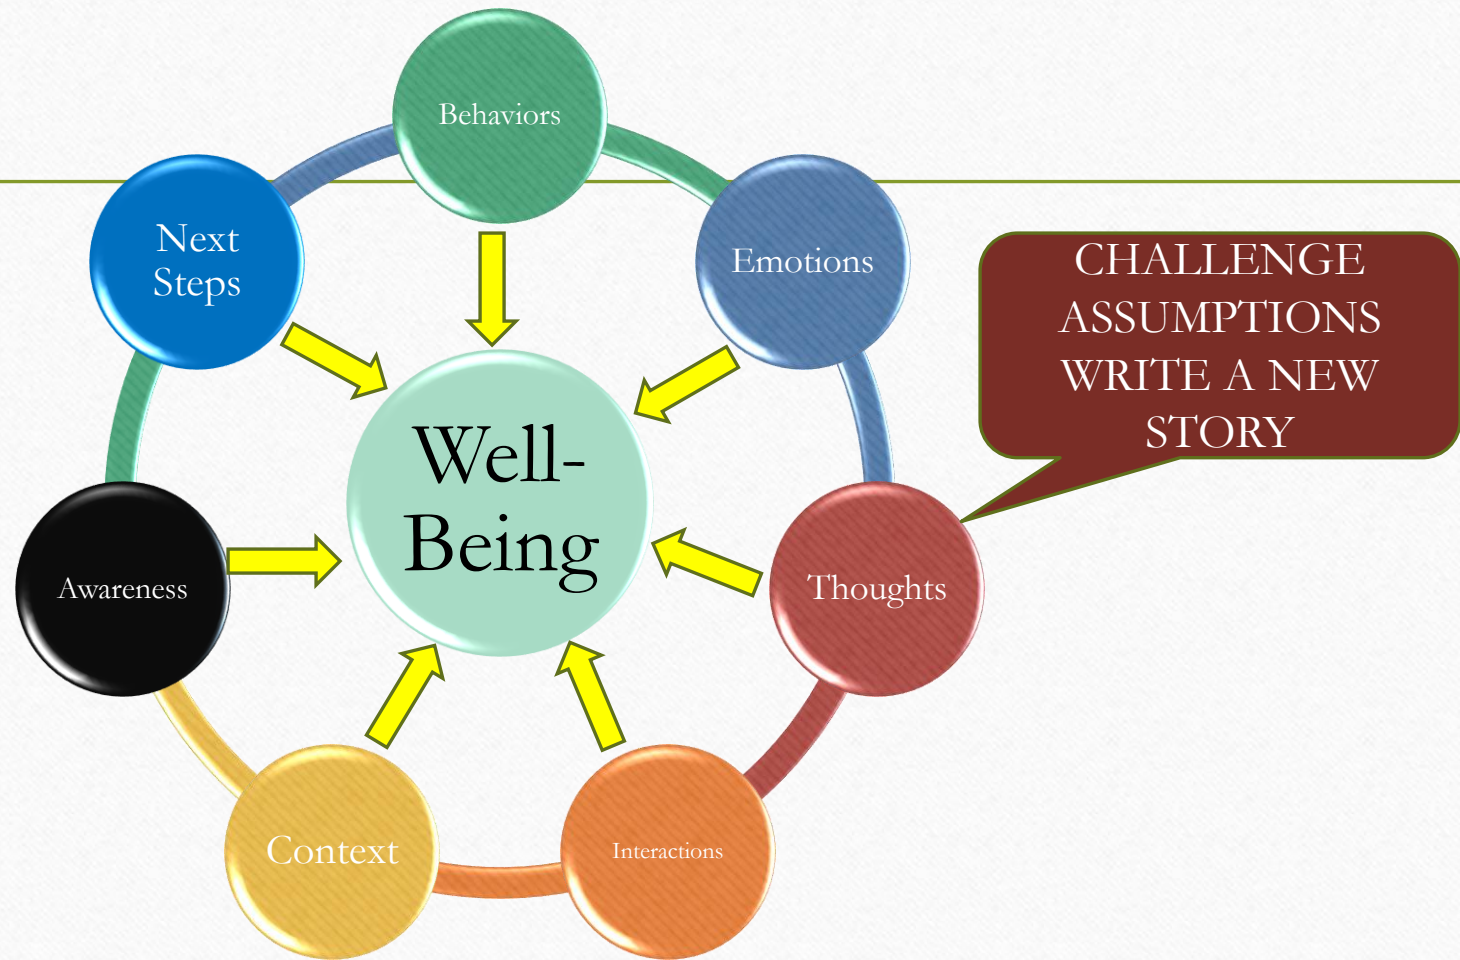 Behaviors
Next
Steps
Emotions
CHALLENGE
ASSUMPTIONS
WRITE A NEW
STORY
Well-
Being
Awareness
Thoughts
Context
Interactions